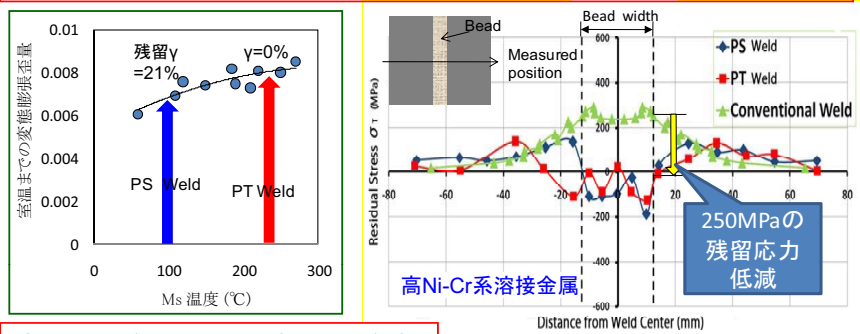 室温までの変態膨張歪量
0.01
0.008
0.006
0.004
0.002
0
残留γ
=21%
γ=0%
PS Weld
PT Weld
0 100 200 300
Ms 温度 (℃)
Bead width
Bead
Measured
position
PS Weld
PT Weld
Conventional Weld
Residual Stress σT (MPa)
600
400
200
0
-200
-400
-600
-80 -60 -40 -20 0 20 40 60 80
250MPaの
残留応力
低減
高Ni-Cr系溶接金属
Distance from Weld Center (mm)